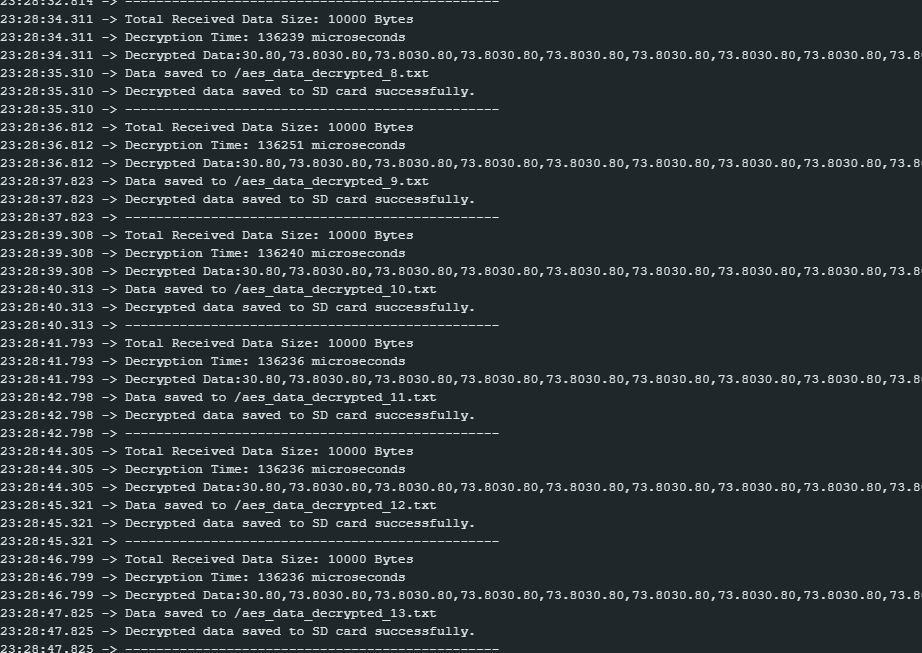 23:28:32.814 -> ------------------------------------------------
23:28:34.311 -> Total Received Data Size: 10000 Bytes
23:28:34.311 -> Decryption Time: 136239 microseconds
23:28:34.311 -> Decrypted Data:30.80,73.8030.80,73.8030.80,73.8030.80,73.8030.80,73.8030.80,73.8030.80,73.8030.80,73.8
23:28:35.310 -> Data saved to /aes_data_decrypted_8.txt
23:28:35.310 -> Decrypted data saved to SD card successfully.
23:28:35.310 -> ------------------------------------------------
23:28:36.812 -> Total Received Data Size: 10000 Bytes
23:28:36.812 -> Decryption Time: 136251 microseconds
23:28:36.812 -> Decrypted Data:30.80,73.8030.80,73.8030.80,73.8030.80,73.8030.80,73.8030.80,73.8030.80,73.8030.80,73.8
23:28:37.823 -> Data saved to /aes_data_decrypted_9.txt
23:28:37.823 -> Decrypted data saved to SD card successfully.
23:28:37.823 -> ------------------------------------------------
23:28:39.308 -> Total Received Data Size: 10000 Bytes
23:28:39.308 -> Decryption Time: 136240 microseconds
23:28:39.308 -> Decrypted Data:30.80,73.8030.80,73.8030.80,73.8030.80,73.8030.80,73.8030.80,73.8030.80,73.8030.80,73.8
23:28:40.313 -> Data saved to /aes_data_decrypted_10.txt
23:28:40.313 -> Decrypted data saved to SD card successfully.
23:28:40.313 -> ------------------------------------------------
23:28:41.793 -> Total Received Data Size: 10000 Bytes
23:28:41.793 -> Decryption Time: 136236 microseconds
23:28:41.793 -> Decrypted Data:30.80,73.8030.80,73.8030.80,73.8030.80,73.8030.80,73.8030.80,73.8030.80,73.8030.80,73.8
23:28:42.798 -> Data saved to /aes_data_decrypted_11.txt
23:28:42.798 -> Decrypted data saved to SD card successfully.
23:28:42.798 -> ------------------------------------------------
23:28:44.305 -> Total Received Data Size: 10000 Bytes
23:28:44.305 -> Decryption Time: 136236 microseconds
23:28:44.305 -> Decrypted Data:30.80,73.8030.80,73.8030.80,73.8030.80,73.8030.80,73.8030.80,73.8030.80,73.8030.80,73.8
23:28:45.321 -> Data saved to /aes_data_decrypted_12.txt
23:28:45.321 -> Decrypted data saved to SD card successfully.
23:28:45.321 -> ------------------------------------------------
23:28:46.799 -> Total Received Data Size: 10000 Bytes
23:28:46.799 -> Decryption Time: 136236 microseconds
23:28:46.799 -> Decrypted Data:30.80,73.8030.80,73.8030.80,73.8030.80,73.8030.80,73.8030.80,73.8030.80,73.8030.80,73.8
23:28:47.825 -> Data saved to /aes_data_decrypted_13.txt
23:28:47.825 -> Decrypted data saved to SD card successfully.
23:28:47.825 -> ------------------------------------------------